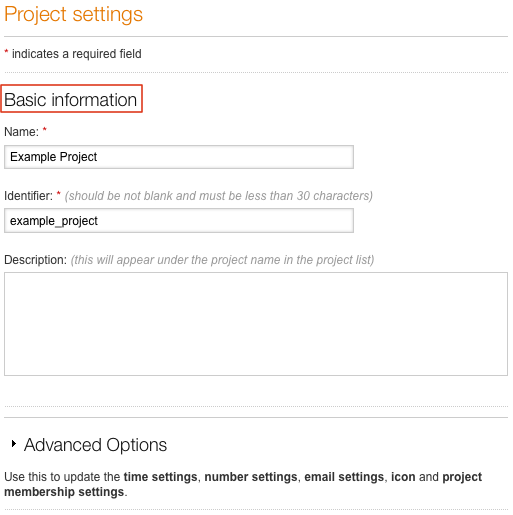 Project settings
* indicates a required field
Basic information
Name: *
Example Project
Identifier: * (should be not blank and must be less than 30 characters)
example_project
Description: (this will appear under the project name in the project list)
Advanced Options
Use this to update the time settings, number settings, email settings, icon and project
membership settings.